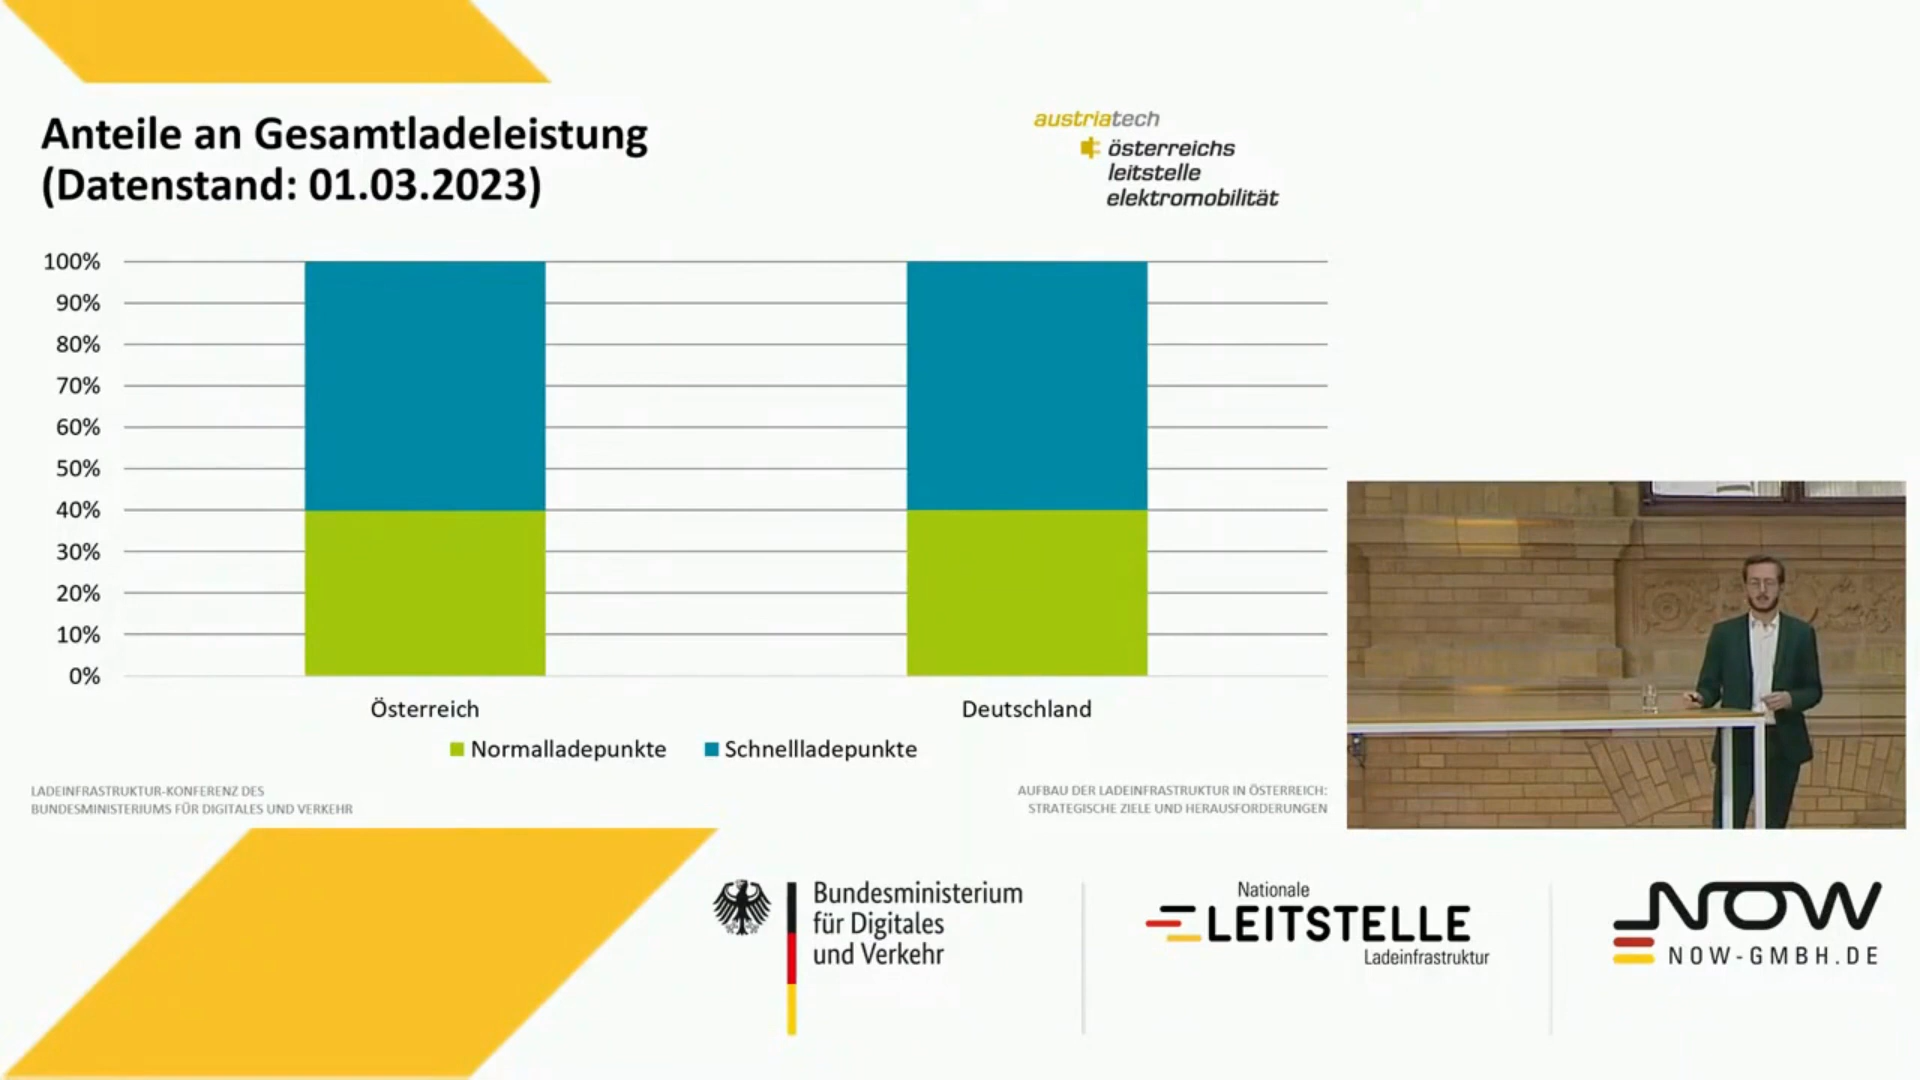 Anteile an Gesamtladeleistung
(Datenstand: 01.03.2023)
austriatech
österreichs
leitstelle
elektromobilität
100%
90%
80%
70%
60%
50%
40%
30%
20%
10%
0%
Österreich
Deutschland
Normalladepunkte
Schnellladepunkte
LADEINFRASTRUKTUR-KONFERENZ DES
BUNDESMINISTERIUMS FÜR DIGITALES UND VERKEHR
AUFBAU DER LADEINFRASTRUKTUR IN ÖSTERREICH:
STRATEGISCHE ZIELE UND HERAUSFORDERUNGEN
Bundesministerium
für Digitales
und Verkehr
Nationale
LEITSTELLE
Ladeinfrastruktur
NOW
NOW-GMBH.DE